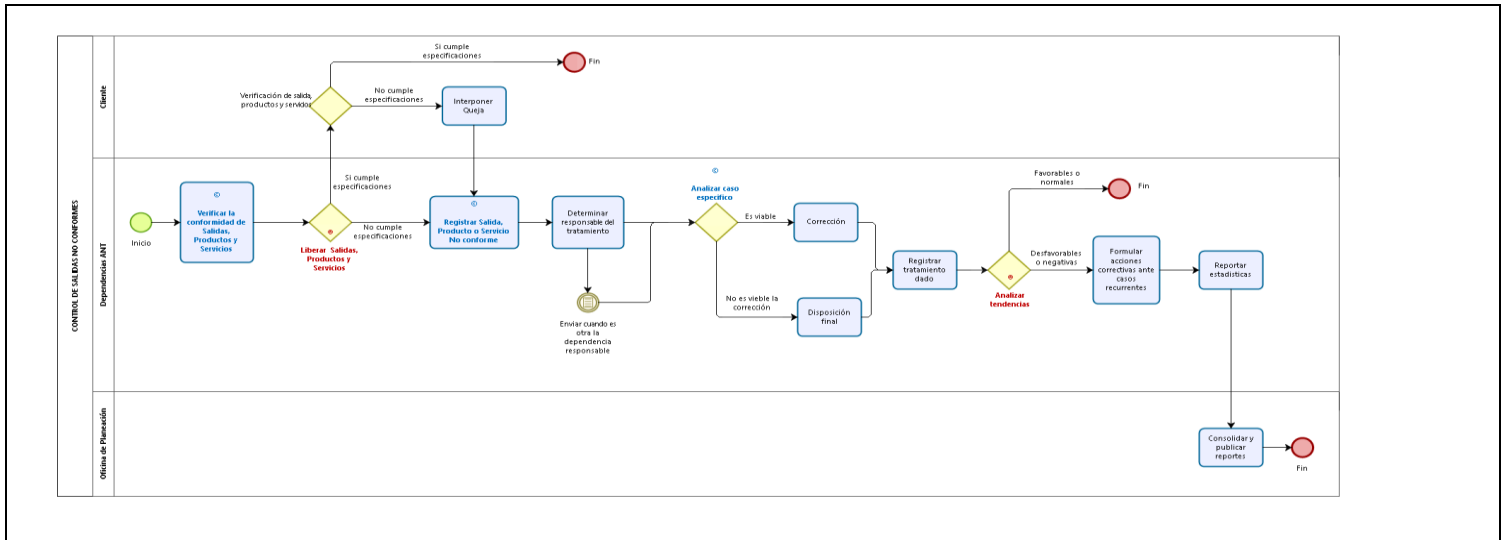 CONTROL DE SALIDAS NO CONFORMES
Cliente
Si cumple
especificaciones
Fin
Verificación de salida,
productos y servidos
No cumple
especificaciones
Interponer
Queja
Dependencias ANT
Inicio
©
Verificar la
conformidad de
Salidas,
Productos y
Servicios
Si cumple
especificaciones
Liberar Salidas,
Productos y
Servicios
No cumple
especificaciones
©
Registrar Salida,
Producto o Servicio
No conforme
Determinar
responsable del
tratamiento
Enviar cuando es
otra la
dependencia
responsable
©
Analizar caso
especifico
Es viable
Corrección
No es vieble la
corrección
Disposición
final
Registrar
tratamiento
dado
Analizar
tendencias
Favorables o
normales
Fin
Desfavorables
o negativas
Formular
acciones
correctivas ante
casos
recurrentes
Reportar
estadisticas
Oficina de Planeación
Consolidar y
publicar
reportes
Fin